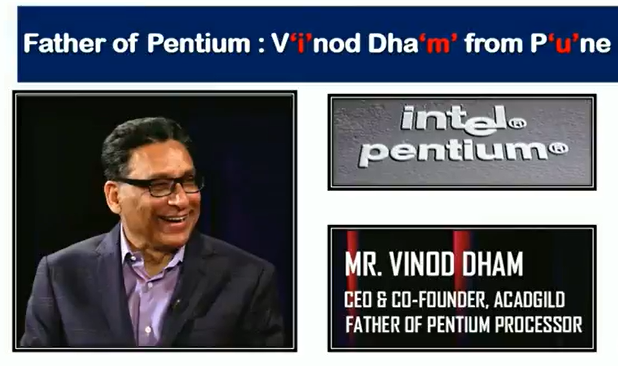 Father of Pentium : V‘i’nod Dha‘m’ from P‘u’ne
intel®
pentium®
MR. VINOD DHAM
CEO & CO-FOUNDER, ACADGILD
FATHER OF PENTIUM PROCESSOR